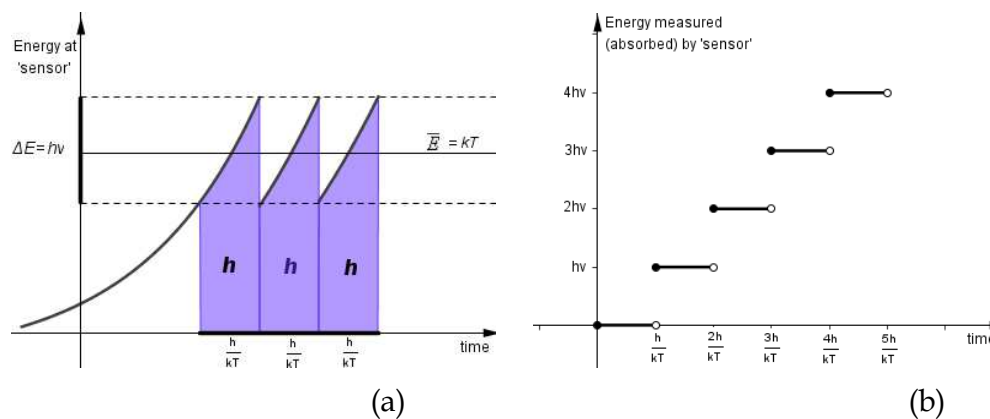 Energy at
'sensor'
ΔE = hν
E̅ = kT
h h h
h/kT h/kT h/kT
time
(a)
Energy measured
(absorbed) by 'sensor'
4hν
3hν
2hν
hν
h/kT 2h/kT 3h/kT 4h/kT 5h/kT
time
(b)